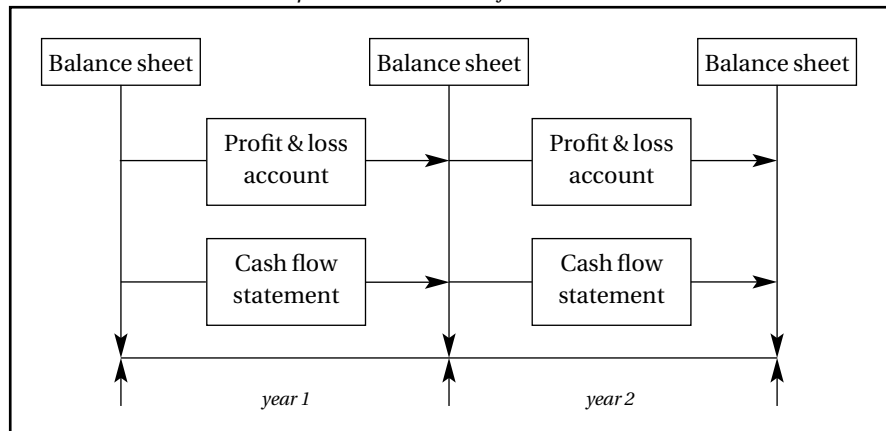 Balance sheet
Balance sheet
Balance sheet
Profit & loss
account
Profit & loss
account
Cash flow
statement
Cash flow
statement
year 1
year 2